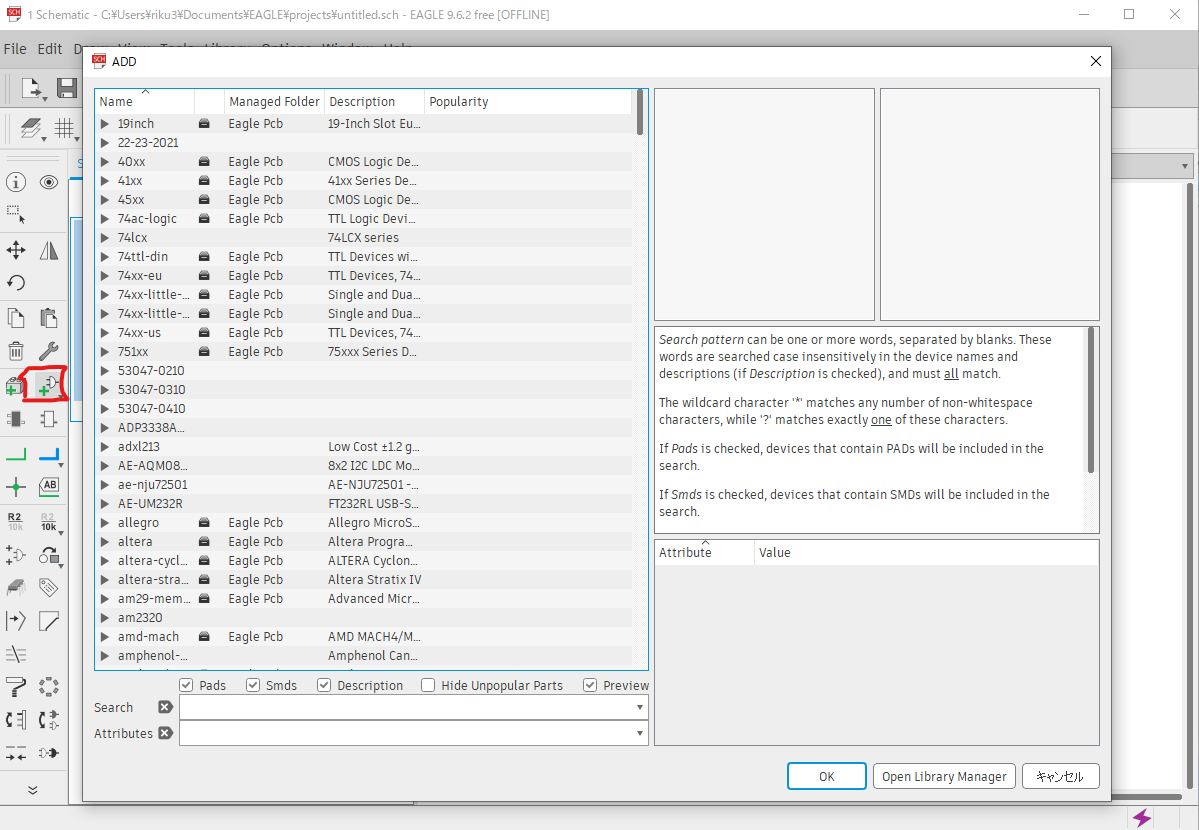 1 Schematic - C:¥Users¥riku3¥Documents¥EAGLE¥projects¥untitled.sch - EAGLE 9.6.2 free [OFFLINE]
File Edit Draw View Tools Library Options Window Help
ADD
Name Managed Folder Description Popularity
19inch Eagle Pcb 19-Inch Slot Eu...
22-23-2021
40xx Eagle Pcb CMOS Logic De...
41xx Eagle Pcb 41xx Series De...
45xx Eagle Pcb CMOS Logic De...
74ac-logic Eagle Pcb TTL Logic Devi...
74lcx 74LCX series
74ttl-din Eagle Pcb TTL Devices wi...
74xx-eu Eagle Pcb TTL Devices, 74...
74xx-little-... Eagle Pcb Single and Dua...
74xx-little-... Eagle Pcb Single and Dua...
74xx-us Eagle Pcb TTL Devices, 74...
751xx Eagle Pcb 75xxx Series D...
53047-0210
53047-0310
53047-0410
ADP3338A...
adxl213 Low Cost ±1.2 g...
AE-AQM08... 8x2 I2C LDC Mo...
ae-nju72501 AE-NJU72501 -...
AE-UM232R FT232RL USB-S...
allegro Eagle Pcb Allegro MicroS...
altera Eagle Pcb Altera Progra...
altera-cycl... Eagle Pcb ALTERA Cyclon...
altera-stra... Eagle Pcb Altera Stratix IV
am29-mem... Eagle Pcb Advanced Micr...
am2320
amd-mach Eagle Pcb AMD MACH4/M...
amphenol-... Amphenol Can...
Pads Smds Description Hide Unpopular Parts Preview
Search
Attributes
Search pattern can be one or more words, separated by blanks. These
words are searched case insensitively in the device names and
descriptions (if Description is checked), and must all match.
The wildcard character '*' matches any number of non-whitespace
characters, while '?' matches exactly one of these characters.
If Pads is checked, devices that contain PADs will be included in the
search.
If Smds is checked, devices that contain SMDs will be included in the
search.
Attribute Value
OK Open Library Manager キャンセル
AB
R2 R2
10k 10k